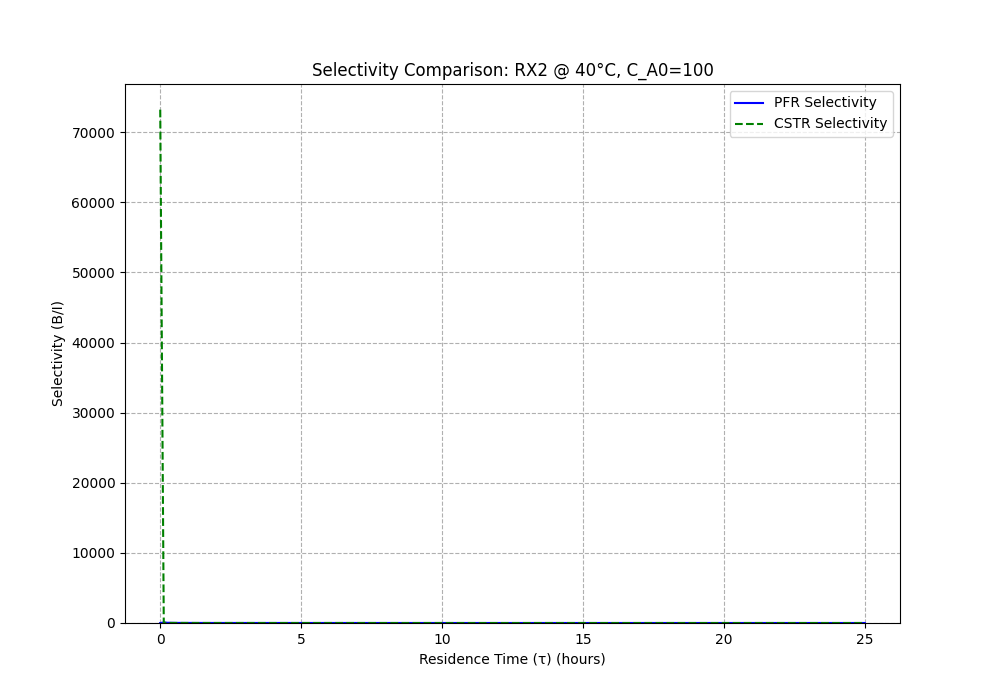 Selectivity Comparison: RX2 @ 40°C, C_A0=100
PFR Selectivity
CSTR Selectivity
Selectivity (B/I)
70000
60000
50000
40000
30000
20000
10000
0
0 5 10 15 20 25
Residence Time (τ) (hours)